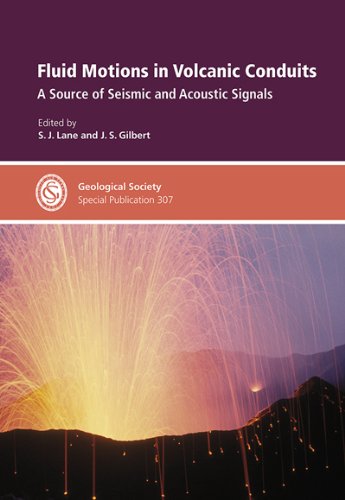 Fluid Motions in Volcanic Conduits
A Source of Seismic and Acoustic Signals
Edited by
S. J. Lane and J. S. Gilbert
Geological Society
Special Publication 307